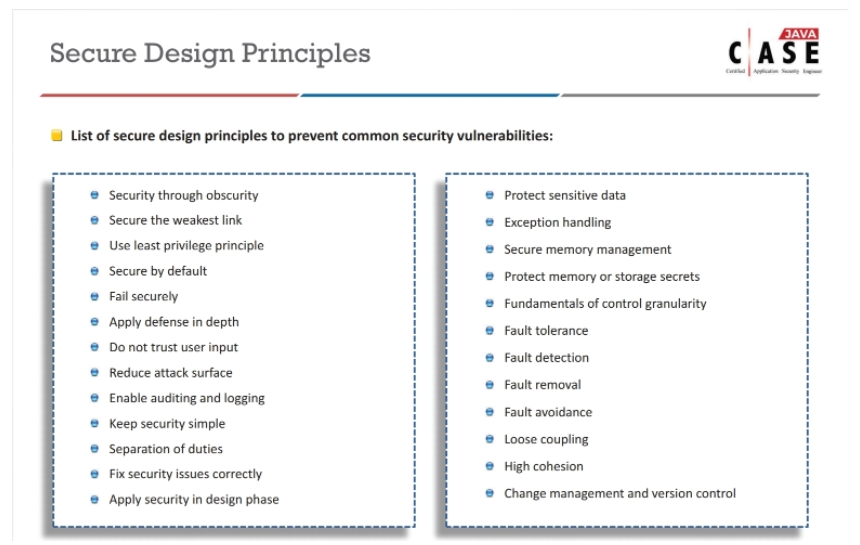 Secure Design Principles
JAVA
CASE
Certified Application Security Engineer
List of secure design principles to prevent common security vulnerabilities:
Security through obscurity
Secure the weakest link
Use least privilege principle
Secure by default
Fail securely
Apply defense in depth
Do not trust user input
Reduce attack surface
Enable auditing and logging
Keep security simple
Separation of duties
Fix security issues correctly
Apply security in design phase
Protect sensitive data
Exception handling
Secure memory management
Protect memory or storage secrets
Fundamentals of control granularity
Fault tolerance
Fault detection
Fault removal
Fault avoidance
Loose coupling
High cohesion
Change management and version control